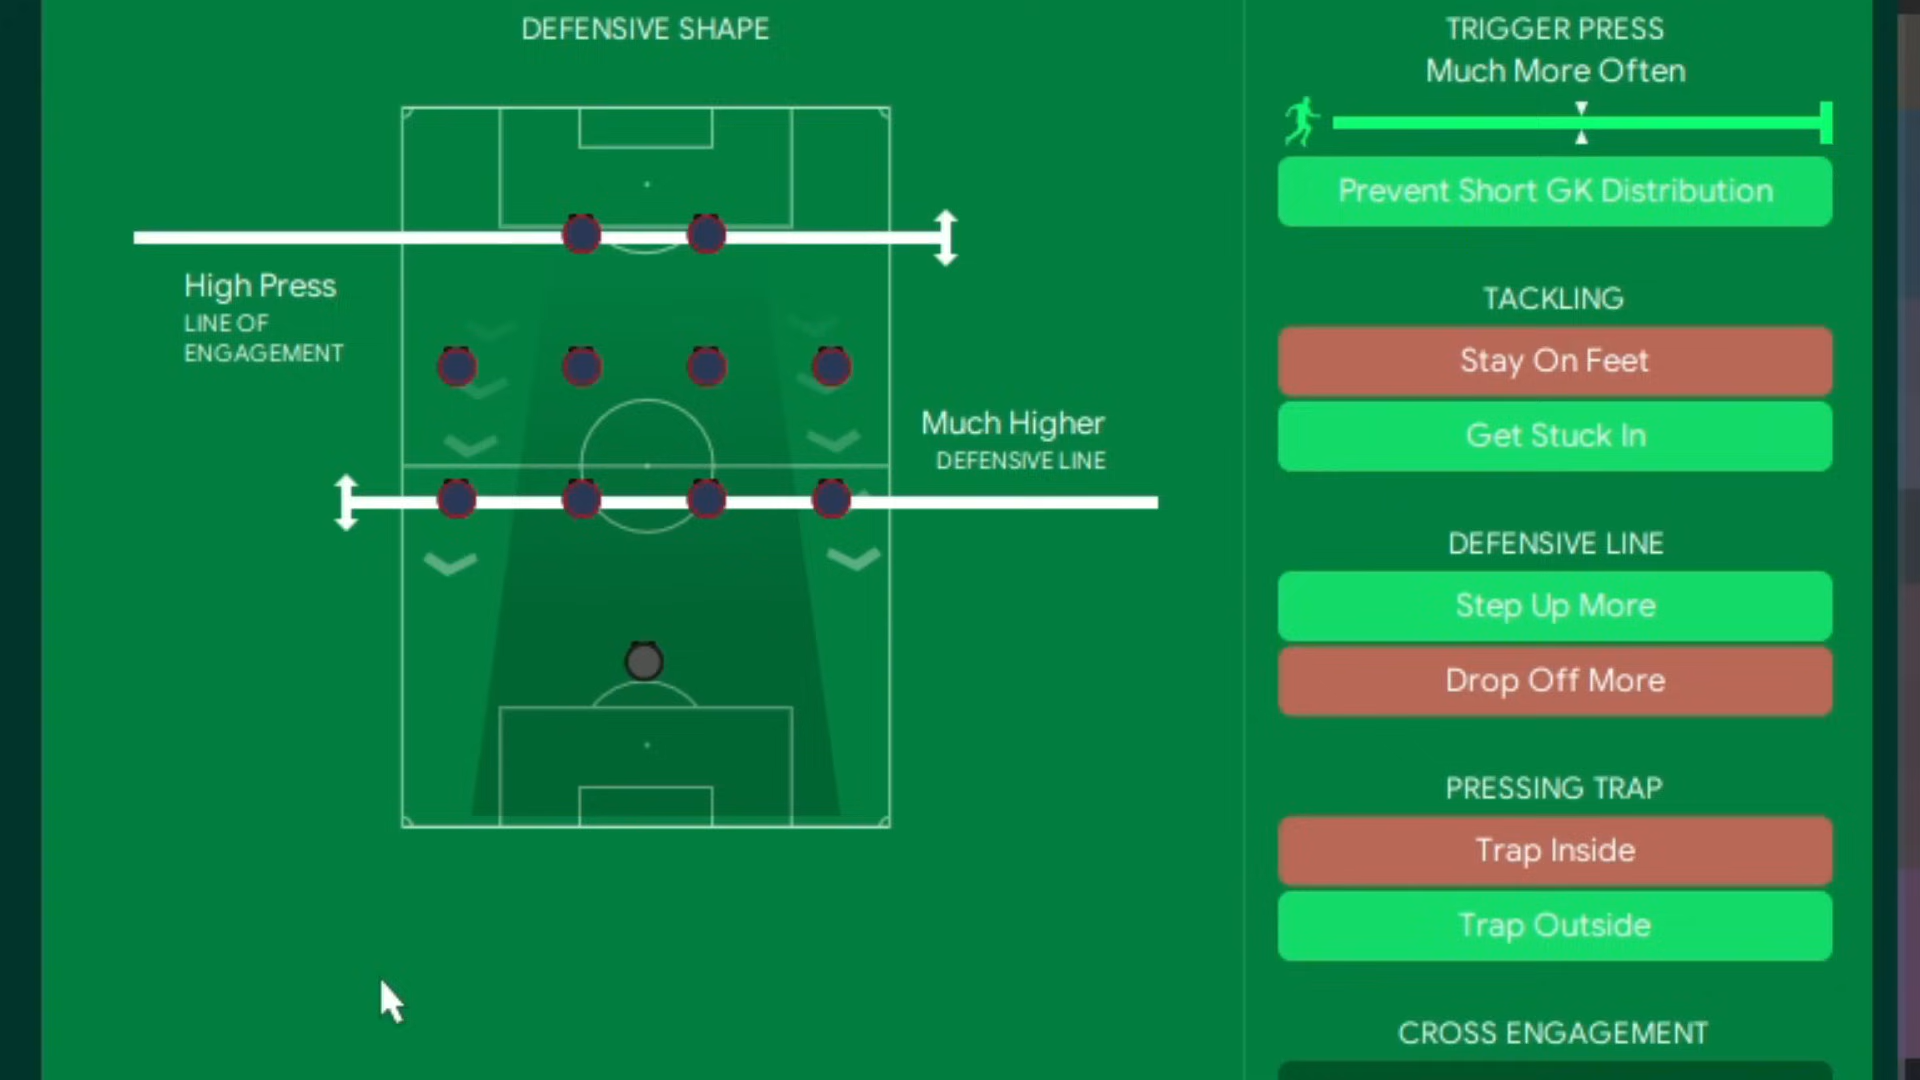 DEFENSIVE SHAPE
High Press
LINE OF
ENGAGEMENT
Much Higher
DEFENSIVE LINE
TRIGGER PRESS
Much More Often
Prevent Short GK Distribution
TACKLING
Stay On Feet
Get Stuck In
DEFENSIVE LINE
Step Up More
Drop Off More
PRESSING TRAP
Trap Inside
Trap Outside
CROSS ENGAGEMENT